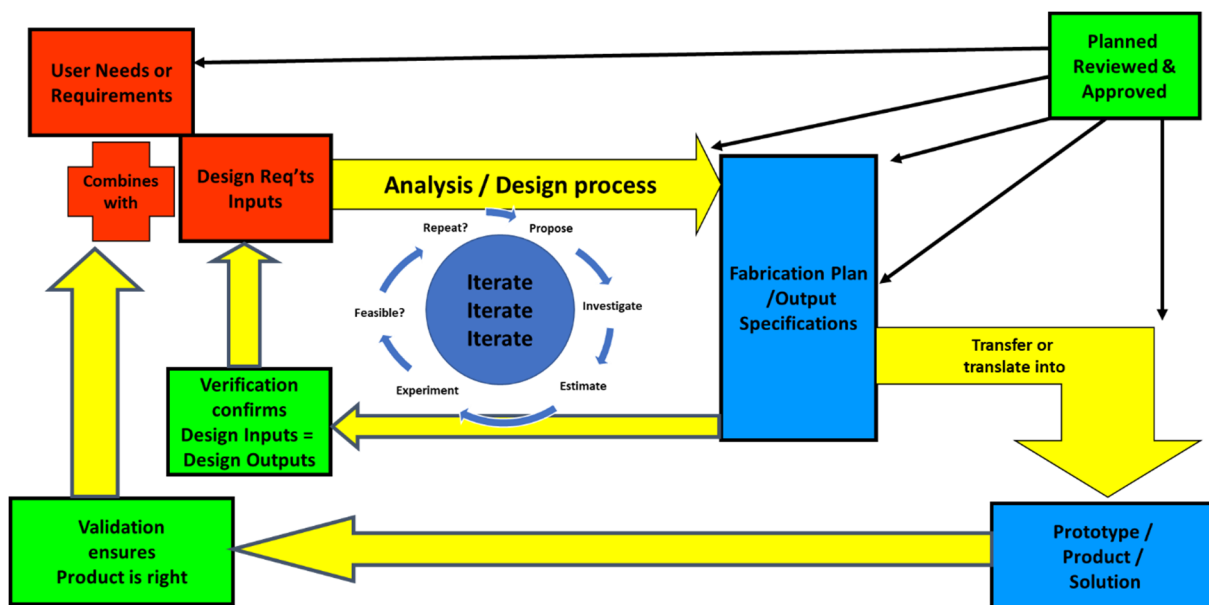 User Needs or
Requirements
Planned
Reviewed &
Approved
Combines
with
Design Req'ts
Inputs
Analysis / Design process
Repeat?
Propose
Iterate
Iterate
Iterate
Feasible?
Investigate
Experiment
Estimate
Fabrication Plan
/Output
Specifications
Transfer or
translate into
Verification
confirms
Design Inputs =
Design Outputs
Validation
ensures
Product is right
Prototype /
Product /
Solution